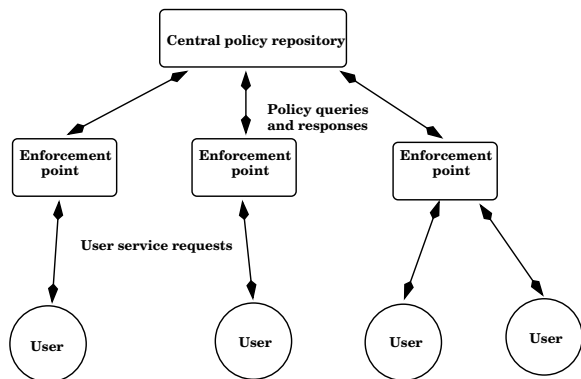 Central policy repository
Policy queries
and responses
Enforcement
point
Enforcement
point
Enforcement
point
User service requests
User
User
User
User